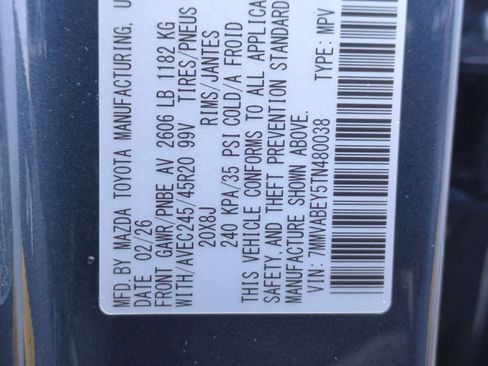 MFD. BY MAZDA TOYOTA MANUFACTURING, U
DATE 02/26
FRONT GAWR/PNBE AV 2606 LB 1182 KG
WITH/AVEC245/45R20 99V TIRES/PNEUS
20X8J RIMS/JANTES
240 KPA/35 PSI COLD/A FROID
THIS VEHICLE CONFORMS TO ALL APPLICA
SAFETY, AND THEFT PREVENTION STANDARD
MANUFACTURE SHOWN ABOVE.
VIN: 7MMVABEY5TN480038 TYPE: MPV